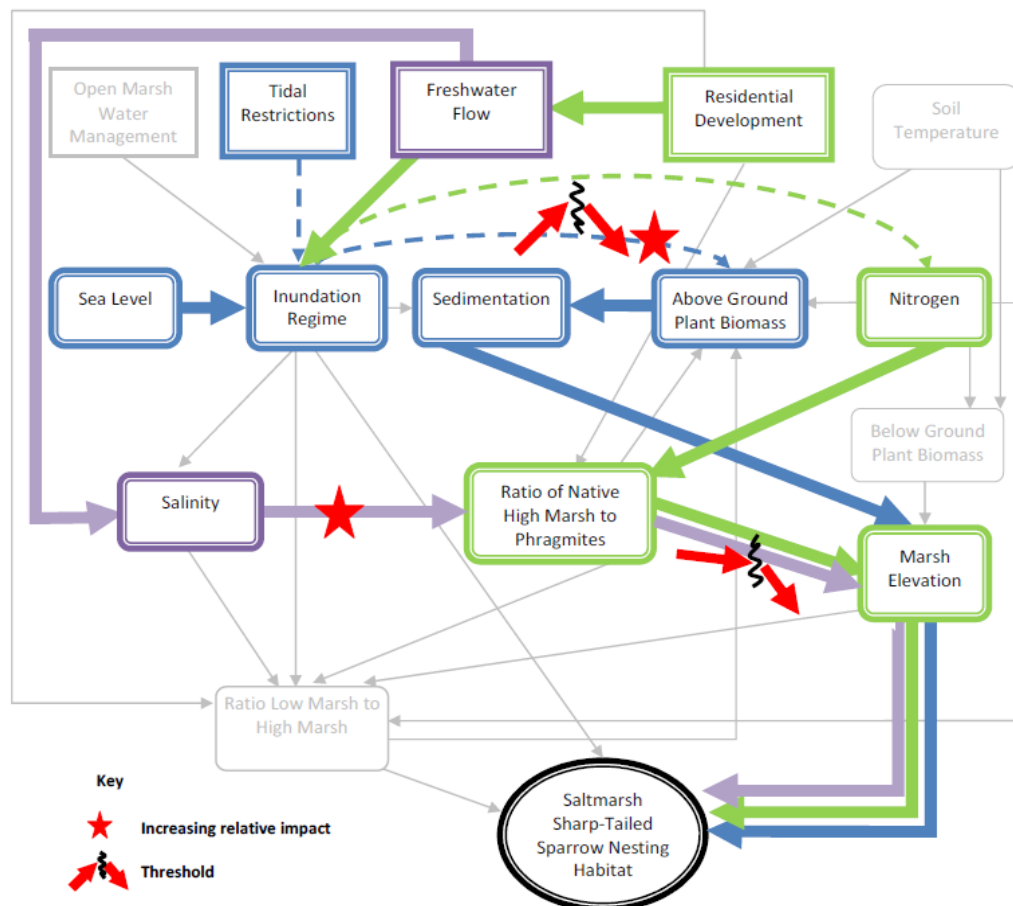 Open Marsh
Water
Management
Tidal
Restrictions
Freshwater
Flow
Residential
Development
Soil
Temperature
Sea Level
Inundation
Regime
Sedimentation
Above Ground
Plant Biomass
Nitrogen
Below Ground
Plant Biomass
Salinity
Ratio of Native
High Marsh to
Phragmites
Marsh
Elevation
Ratio Low Marsh to
High Marsh
Saltmarsh
Sharp-Tailed
Sparrow Nesting
Habitat
Key
Increasing relative impact
Threshold